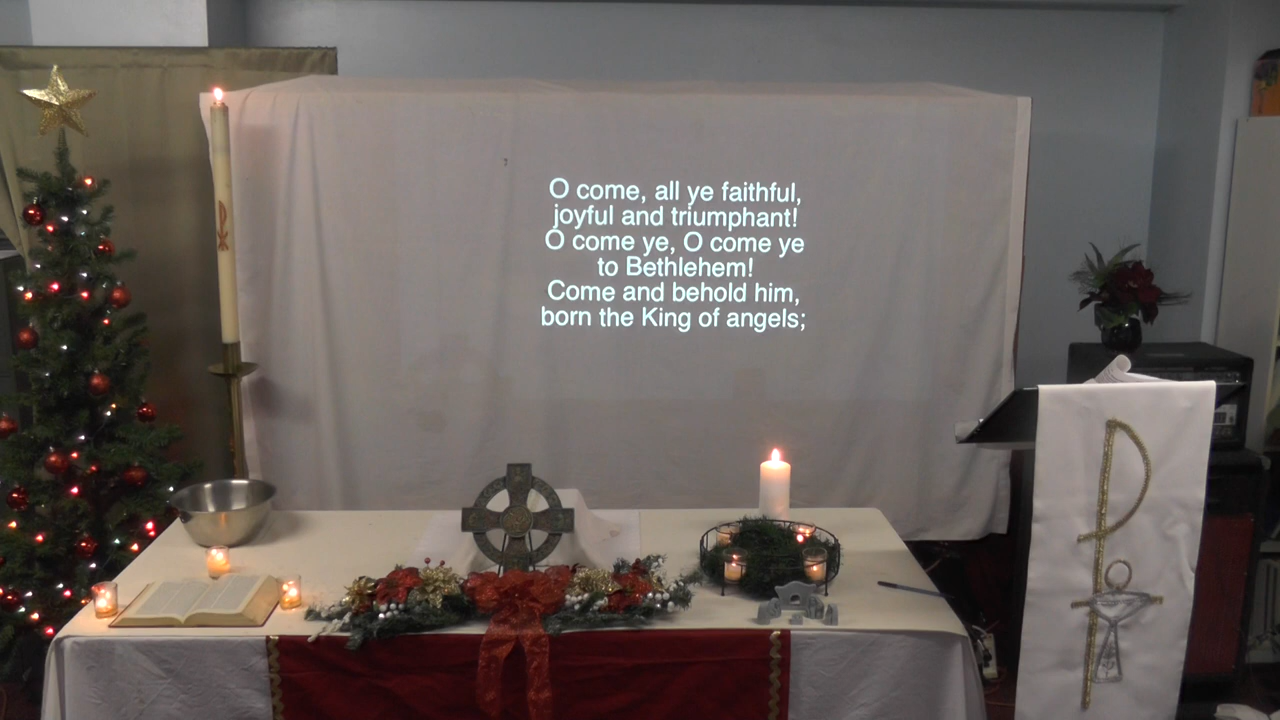 O come, all ye faithful,
joyful and triumphant!
O come ye, O come ye
to Bethlehem!
Come and behold him,
born the King of angels;